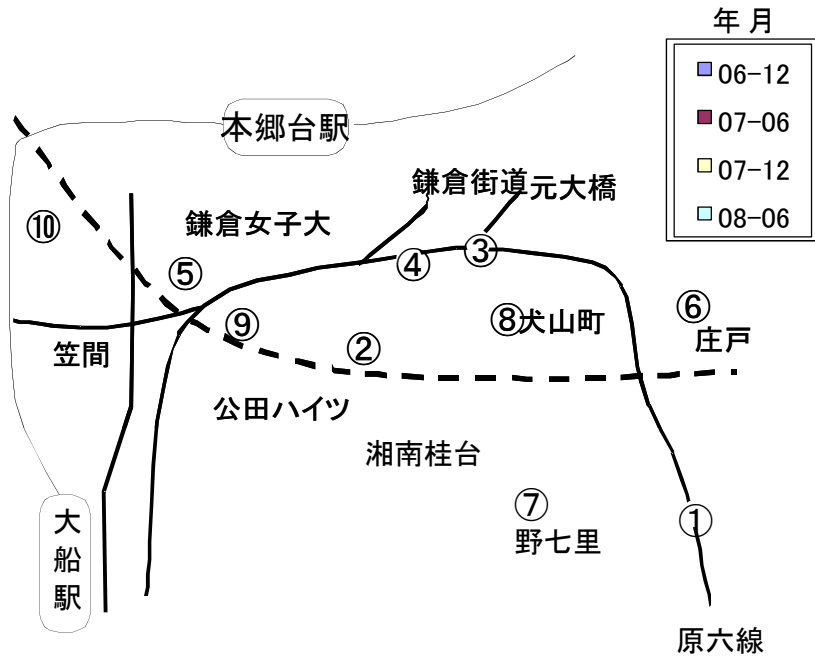 年月
06-12
07-06
07-12
08-06
本郷台駅
鎌倉街道
元大橋
鎌倉女子大
⑩
⑤
④
③
⑨
②
⑧犬山町
⑥
庄戸
笠間
公田ハイツ
湘南桂台
⑦
野七里
①
大船駅
原六線